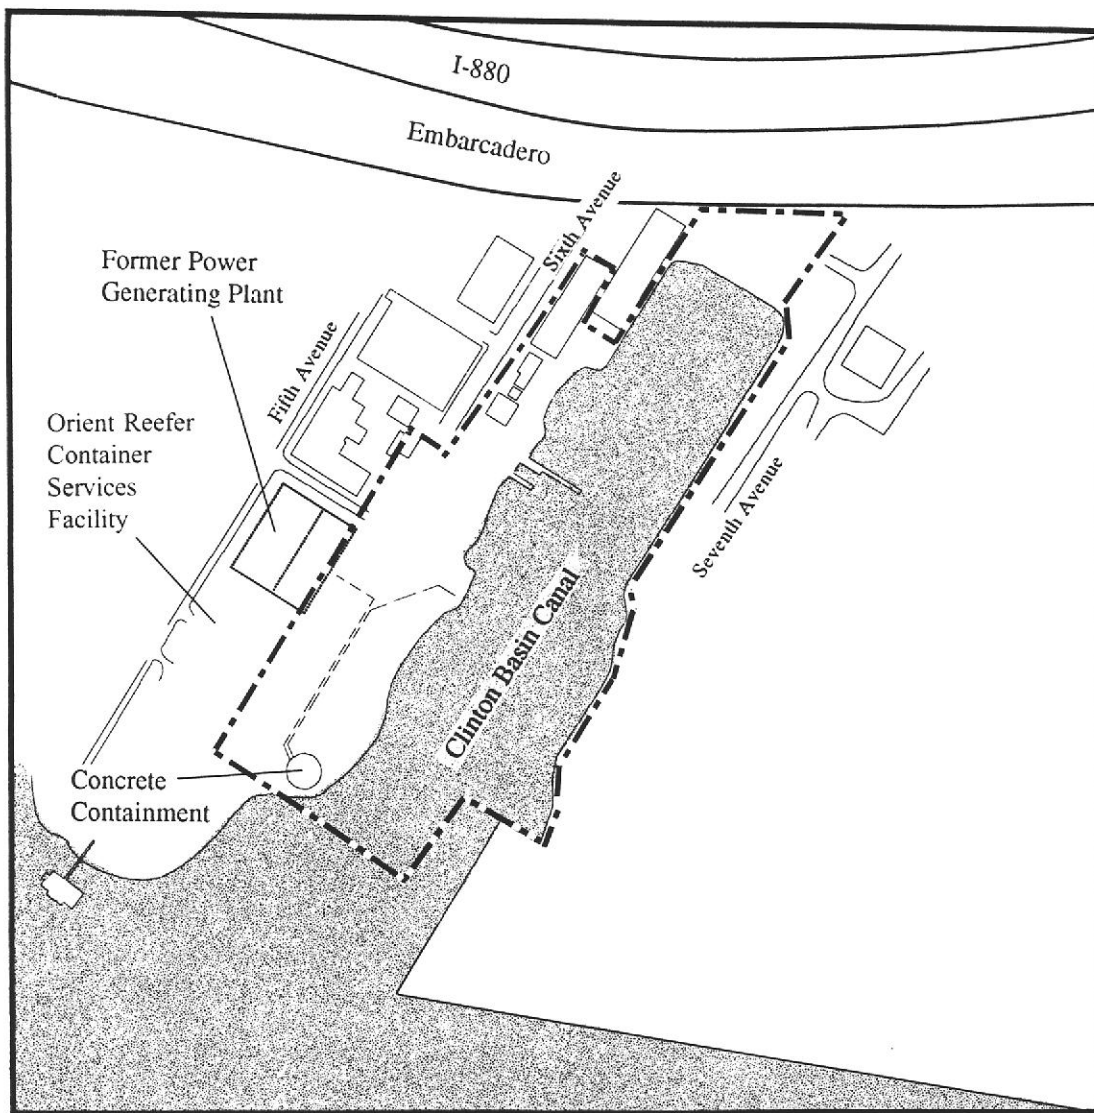 I-880
Embarcadero
Sixth Avenue
Former Power
Generating Plant
Fifth Avenue
Orient Reefer
Container
Services
Facility
Seventh Avenue
Clinton Basin Canal
Concrete
Containment